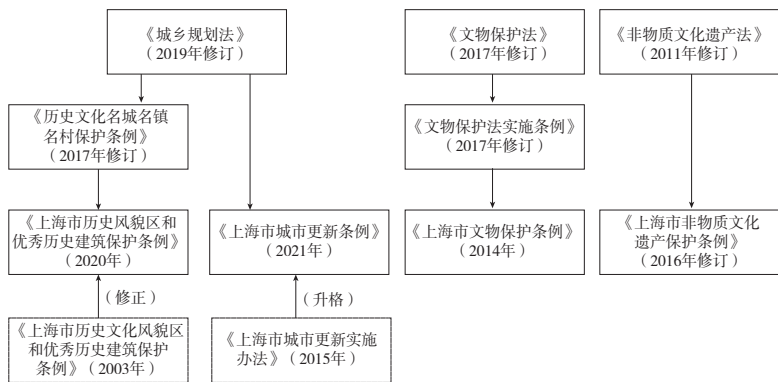 《城乡规划法》
（2019年修订）
《文物保护法》
（2017年修订）
《非物质文化遗产法》
（2011年修订）
《历史文化名城名镇
名村保护条例》
（2017年修订）
《文物保护法实施条例》
（2017年修订）
《上海市历史风貌区和
优秀历史建筑保护条例》
（2020年）
《上海市城市更新条例》
（2021年）
《上海市文物保护条例》
（2014年）
《上海市非物质文化
遗产保护条例》
（2016年修订）
（修正）
（升格）
《上海市历史文化风貌区
和优秀历史建筑保护
条例》（2003年）
《上海市城市更新实施
办法》（2015年）